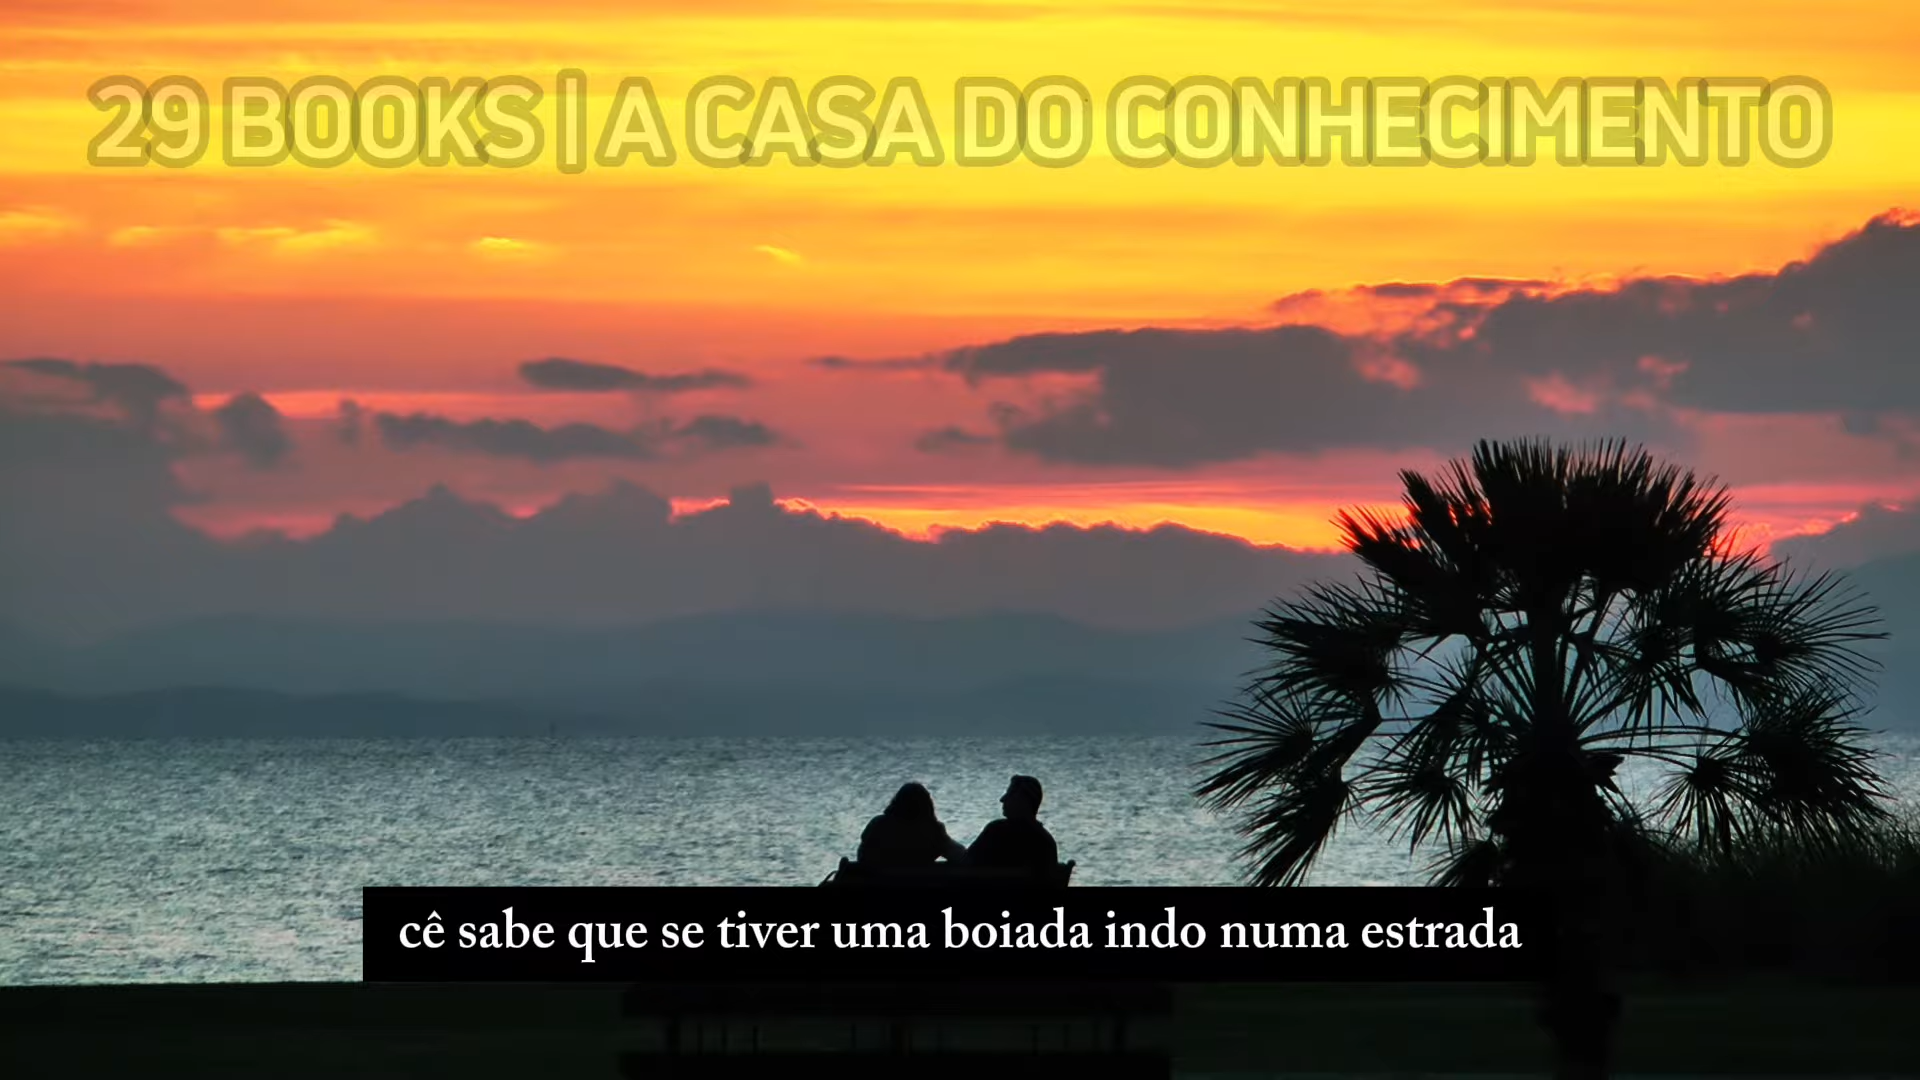 29 BOOKS | A CASA DO CONHECIMENTO
cê sabe que se tiver uma boiada indo numa estrada